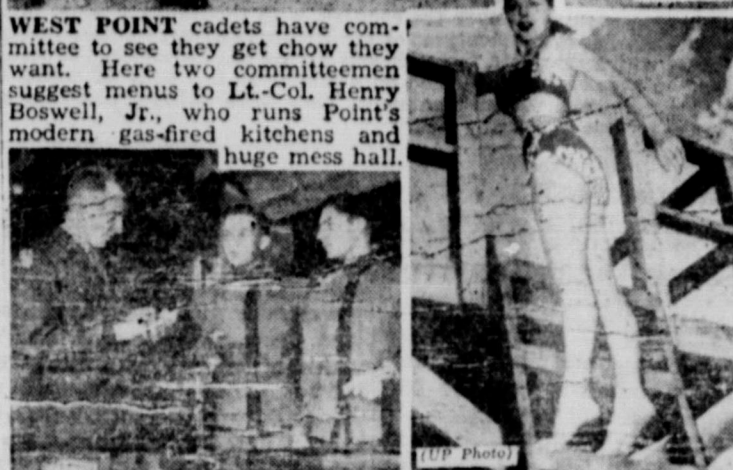 WEST POINT cadets have com-
mittee to see they get chow they
want. Here two committeemen
suggest menus to Lt.-Col. Henry
Boswell, Jr., who runs Point's
modern gas-fired kitchens and
huge mess hall.
(UP Photo)